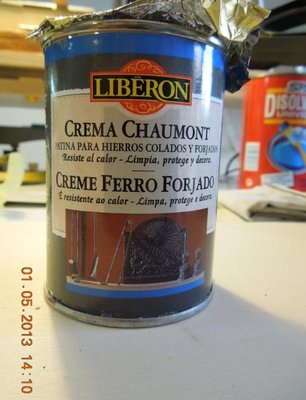 LIBERON
CREMA CHAUMONT
PATINA PARA HIERROS COLADOS Y FORJADOS
Resiste al calor - Limpia, protege y decora.
CREME FERRO FORJADO
É resistente ao calor - Limpa, protege e decora.
DISOL
01.05.2013 14:10